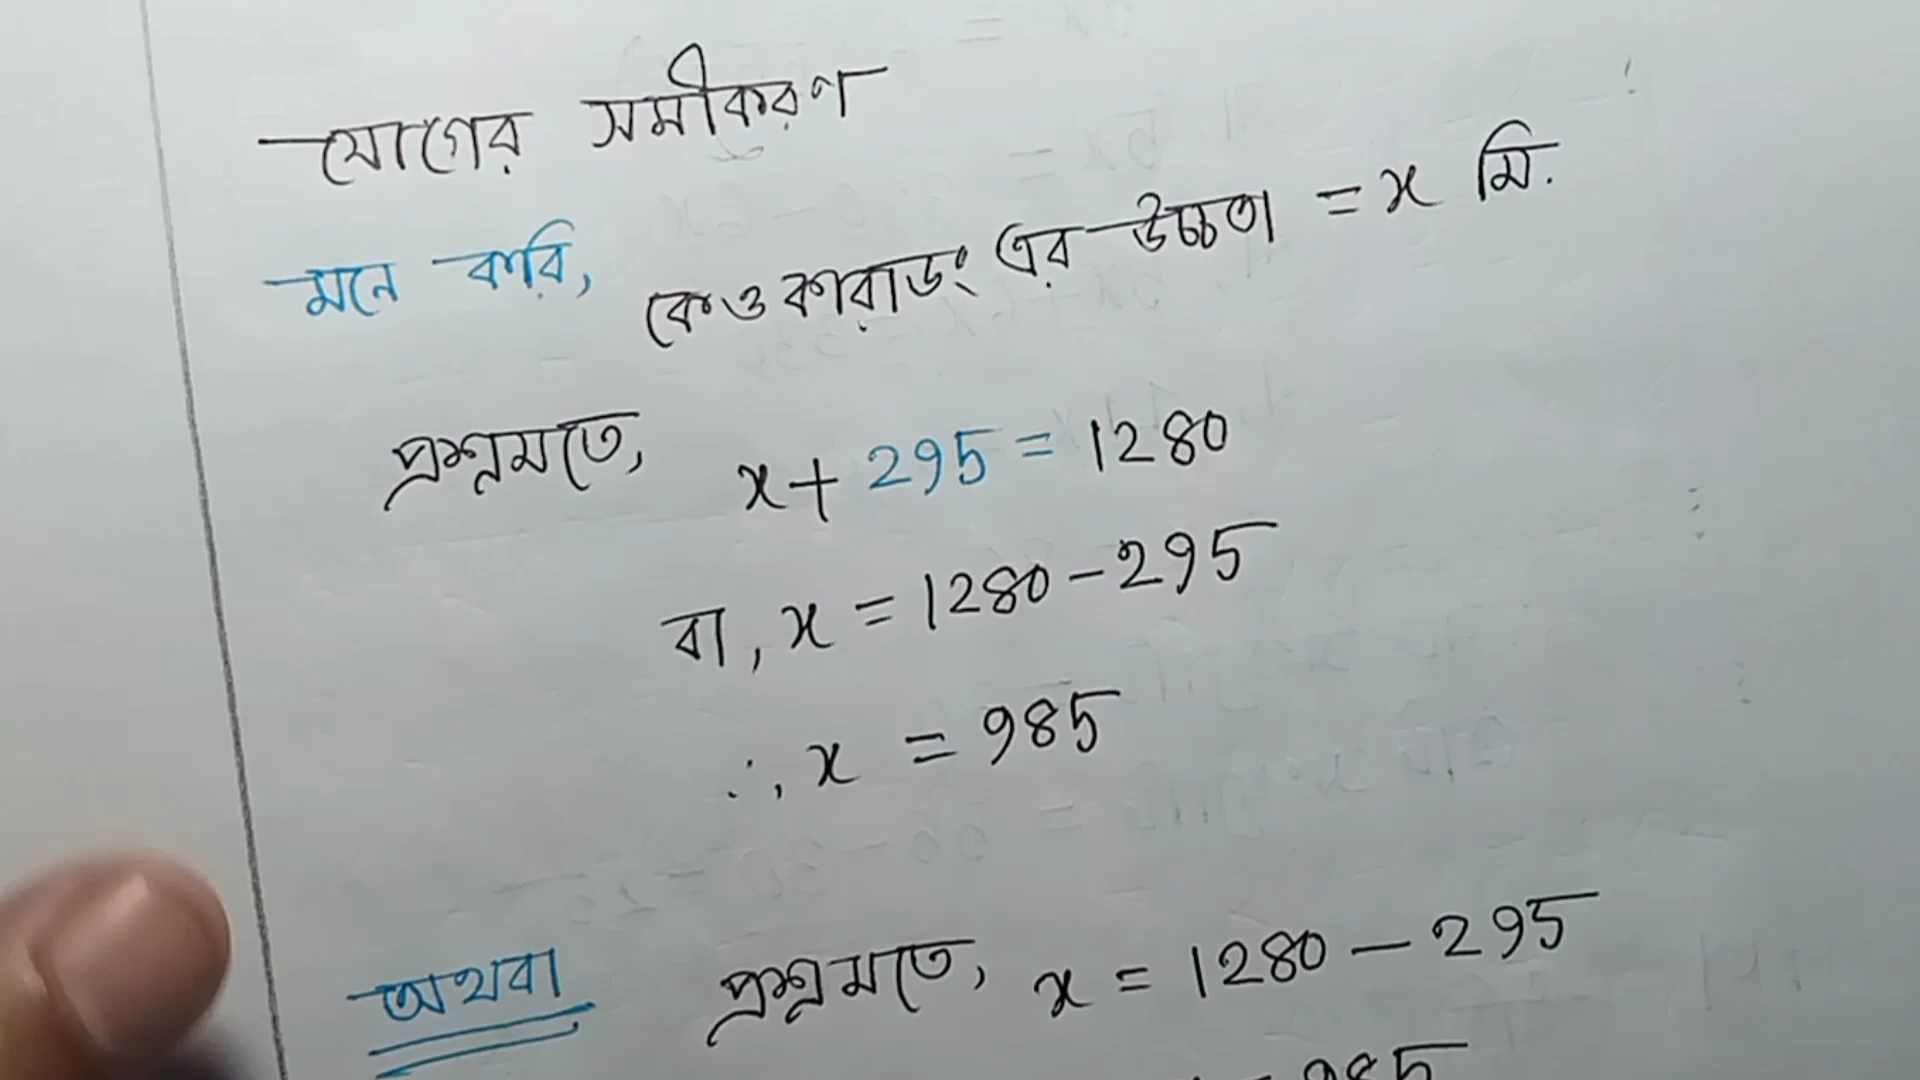 যোগের সমীকরণ
মনে করি, কেওকারাডং এর উচ্চতা = x মি.
প্রশ্নমতে, x + 295 = 1280
বা, x = 1280 - 295
∴, x = 985
অথবা প্রশ্নমতে, x = 1280 - 295
= 985